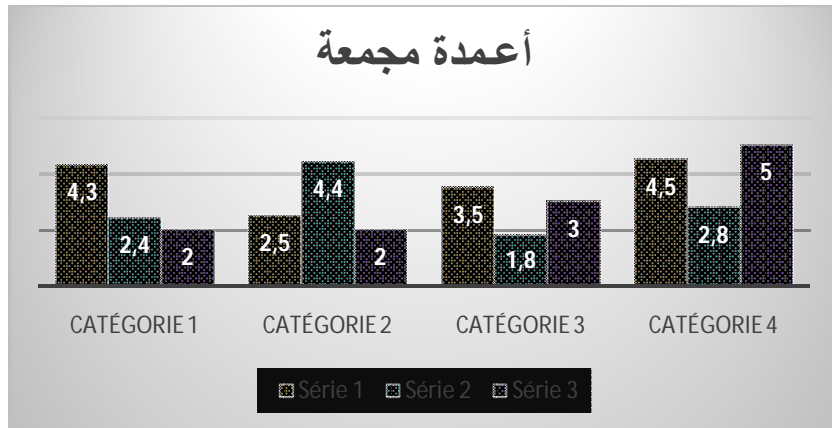 أعمدة مجمعة
4,3 2,4 2 2,5 4,4 2 3,5 1,8 3 4,5 2,8 5
CATÉGORIE 1 CATÉGORIE 2 CATÉGORIE 3 CATÉGORIE 4
Série 1 Série 2 Série 3